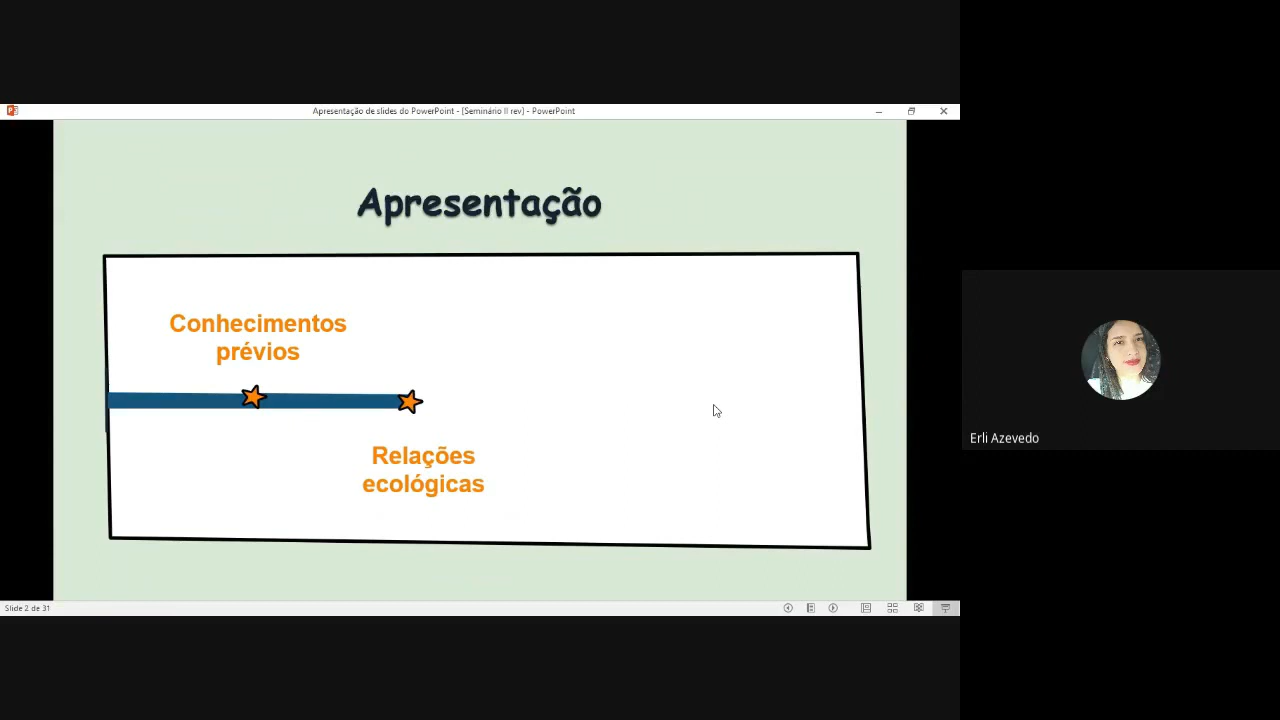 Apresentação de slides do PowerPoint - [Seminário II rev] - PowerPoint
Apresentação
Conhecimentos
prévios
Relações
ecológicas
Erli Azevedo
Slide 2 de 31